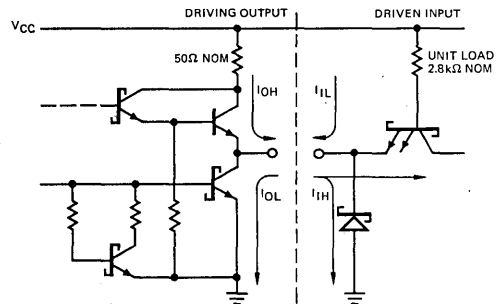 DRIVING OUTPUT
DRIVEN INPUT
VCC
50Ω NOM
UNIT LOAD
2.8kΩ NOM
IOH
IIL
IOL
IIH